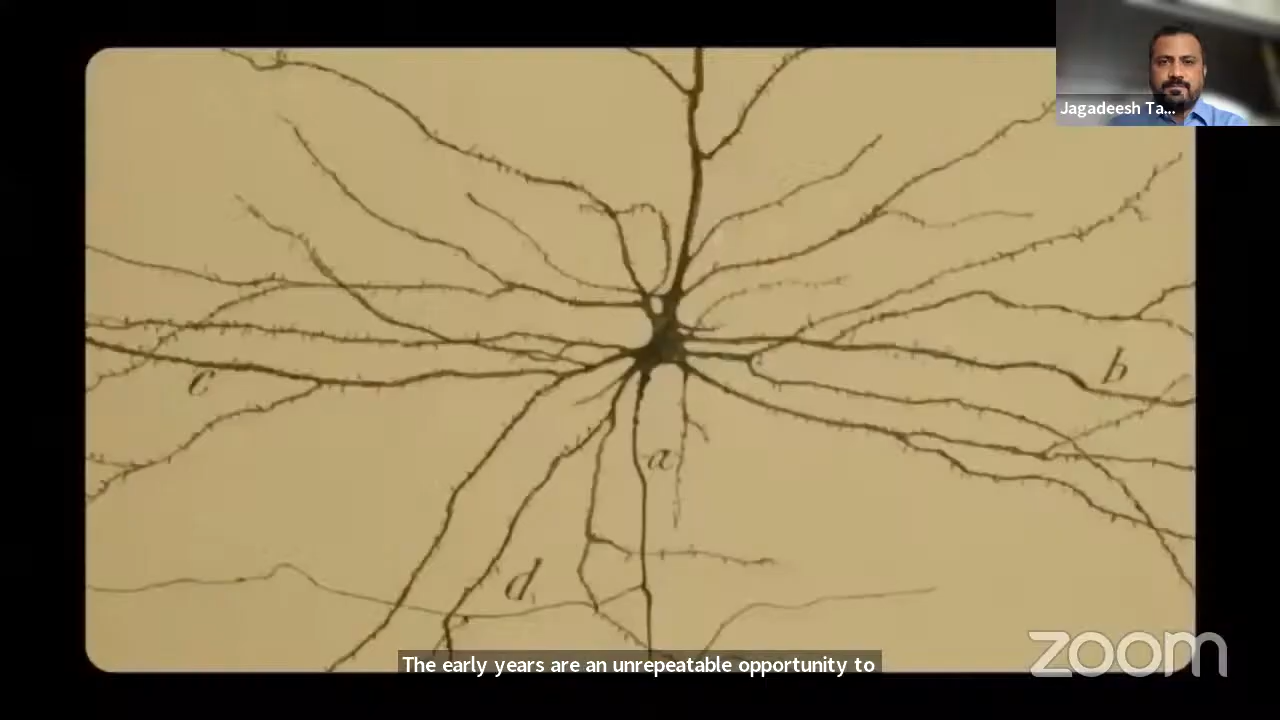 Jagadeesh Ta...
b
c
a
d
zoom
The early years are an unrepeatable opportunity to